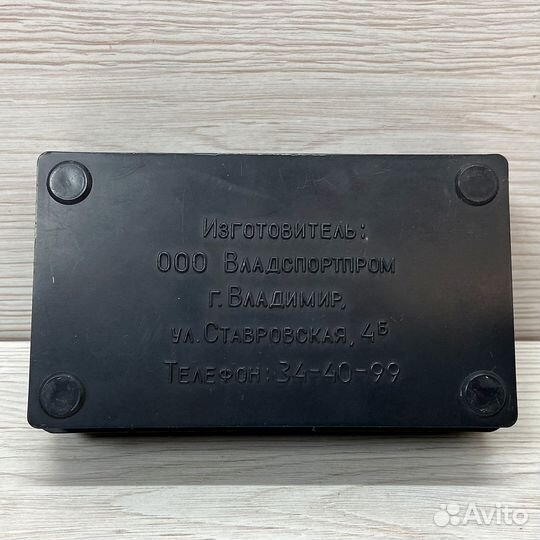 Изготовитель:
ООО Владспортпром
г. Владимир,
ул. Ставровская, 4Б
Телефон: 34-40-99
Avito